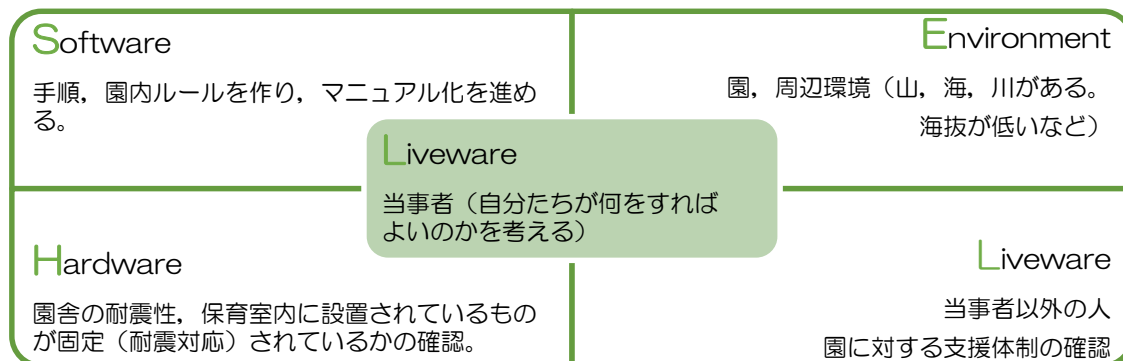 Software
手順，園内ルールを作り，マニュアル化を進め
る。
Environment
園，周辺環境（山，海，川がある。
海抜が低いなど）
Liveware
当事者（自分たちが何をすれば
よいのかを考える）
Hardware
園舎の耐震性，保育室内に設置されているもの
が固定（耐震対応）されているかの確認。
Liveware
当事者以外の人
園に対する支援体制の確認